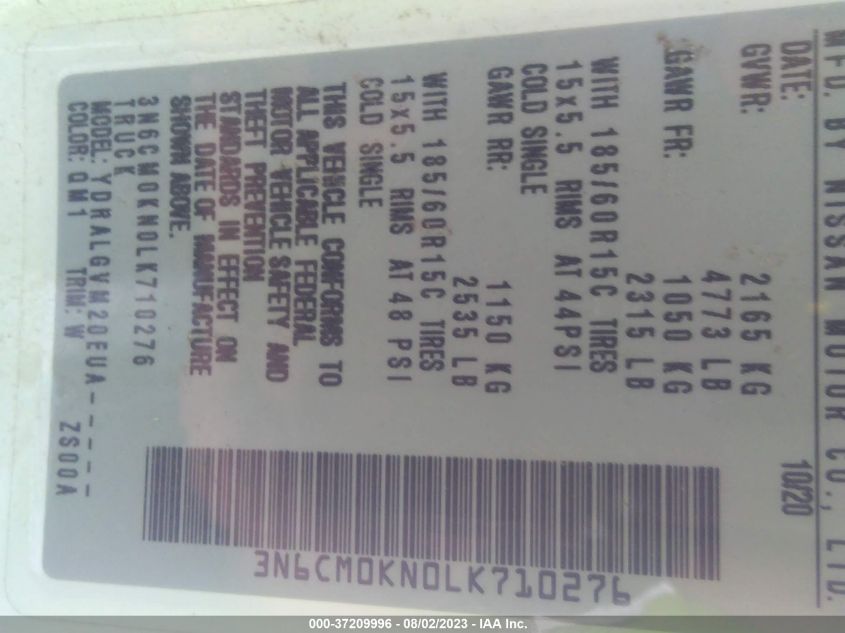 MFD. BY NISSAN MOTOR CO., LTD.
DATE: 10/20
GVWR: 2165 KG
4773 LB
GAWR FR: 1050 KG
2315 LB
WITH 185/60R15C TIRES
15x5.5 RIMS AT 44PSI
COLD SINGLE
GAWR RR: 1150 KG
2535 LB
WITH 185/60R15C TIRES
15x5.5 RIMS AT 48 PSI
COLD SINGLE
THIS VEHICLE CONFORMS TO
ALL APPLICABLE FEDERAL
MOTOR VEHICLE SAFETY AND
THEFT PREVENTION
STANDARDS IN EFFECT ON
THE DATE OF MANUFACTURE
SHOWN ABOVE.
3N6CM0KN0LK710276
TRUCK
MODEL: YDRALGVM20EUA-----
COLOR: QM1 TRIM: W ZS00A
3N6CM0KN0LK710276
000-37209996 - 08/02/2023 - IAA Inc.